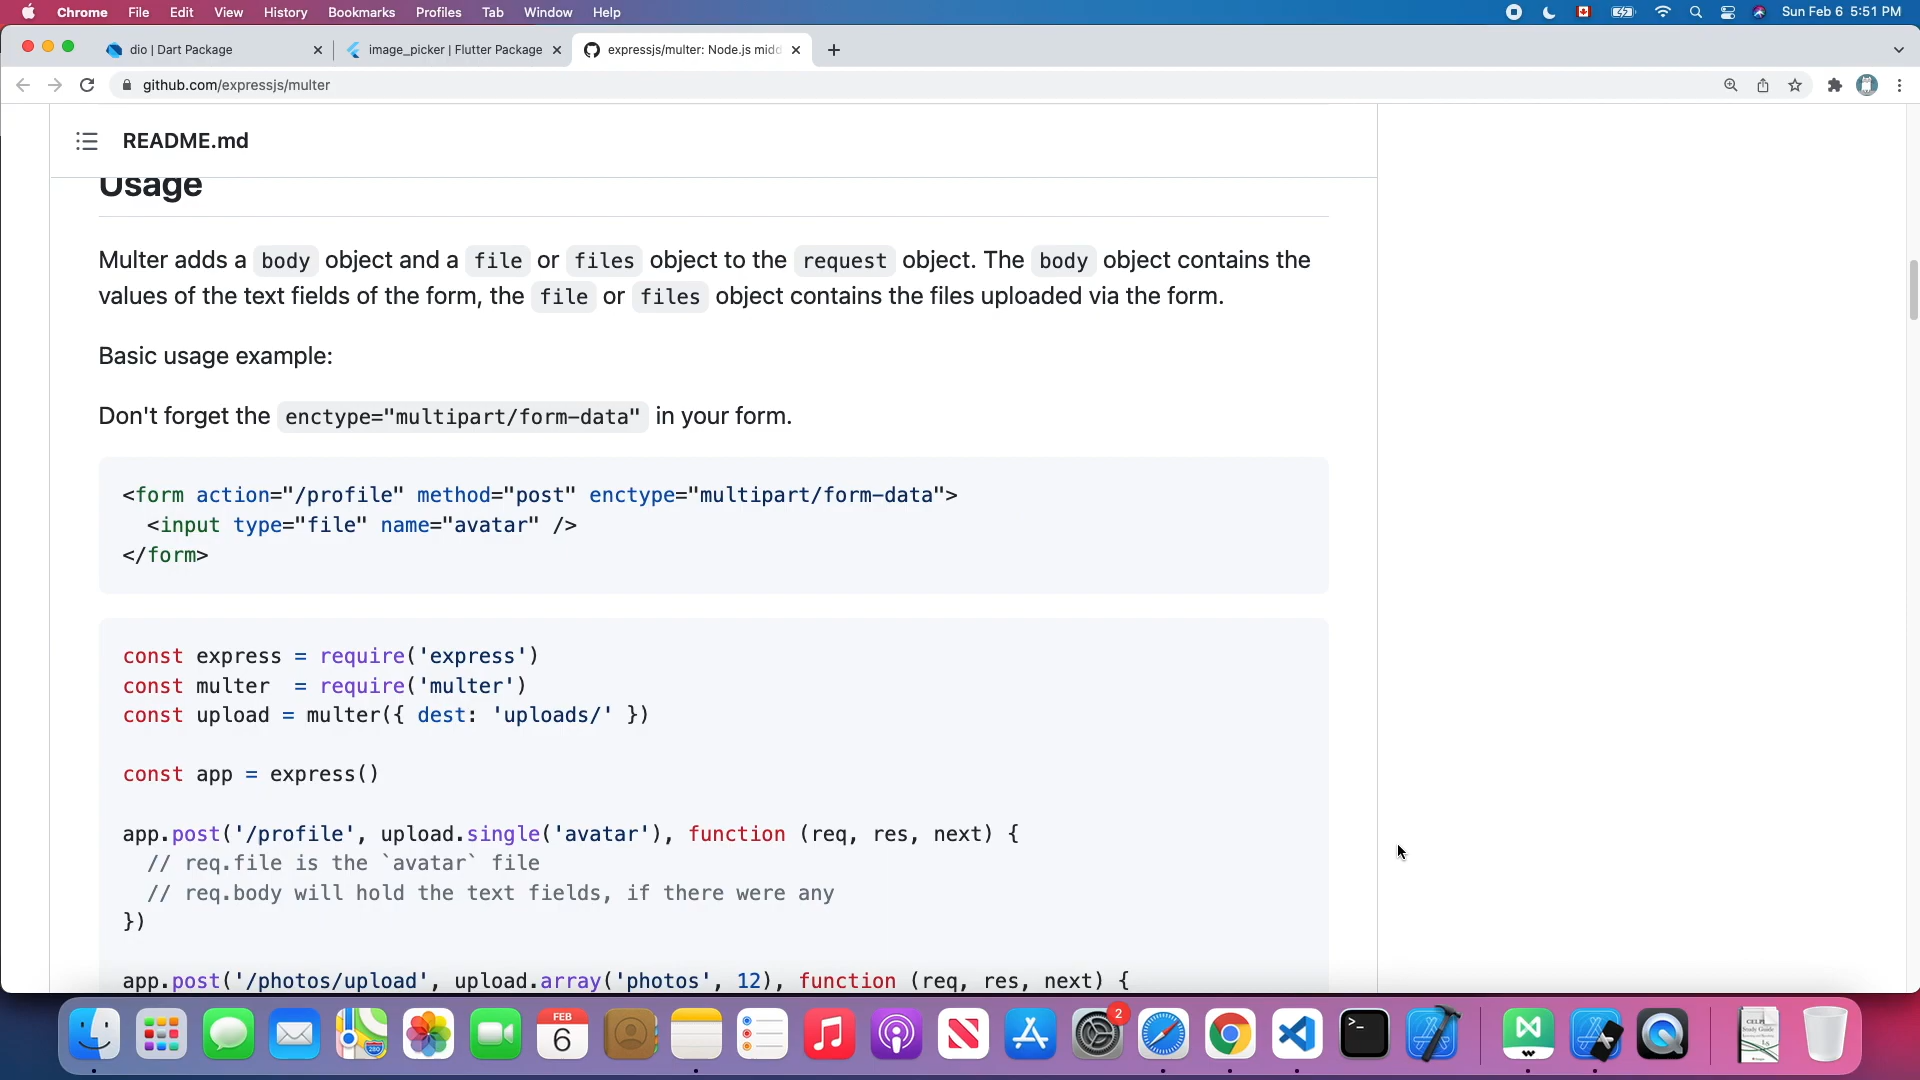 Chrome File Edit View History Bookmarks Profiles Tab Window Help Sun Feb 6 5:51 PM
dio | Dart Package image_picker | Flutter Package expressjs/multer: Node.js midd
github.com/expressjs/multer
README.md
Usage
Multer adds a body object and a file or files object to the request object. The body object contains the
values of the text fields of the form, the file or files object contains the files uploaded via the form.
Basic usage example:
Don't forget the enctype="multipart/form-data" in your form.
<form action="/profile" method="post" enctype="multipart/form-data">
  <input type="file" name="avatar" />
</form>
const express = require('express')
const multer  = require('multer')
const upload = multer({ dest: 'uploads/' })
const app = express()
app.post('/profile', upload.single('avatar'), function (req, res, next) {
  // req.file is the `avatar` file
  // req.body will hold the text fields, if there were any
})
app.post('/photos/upload', upload.array('photos', 12), function (req, res, next) {
FEB
6
280
2
CELPI
Study Guide